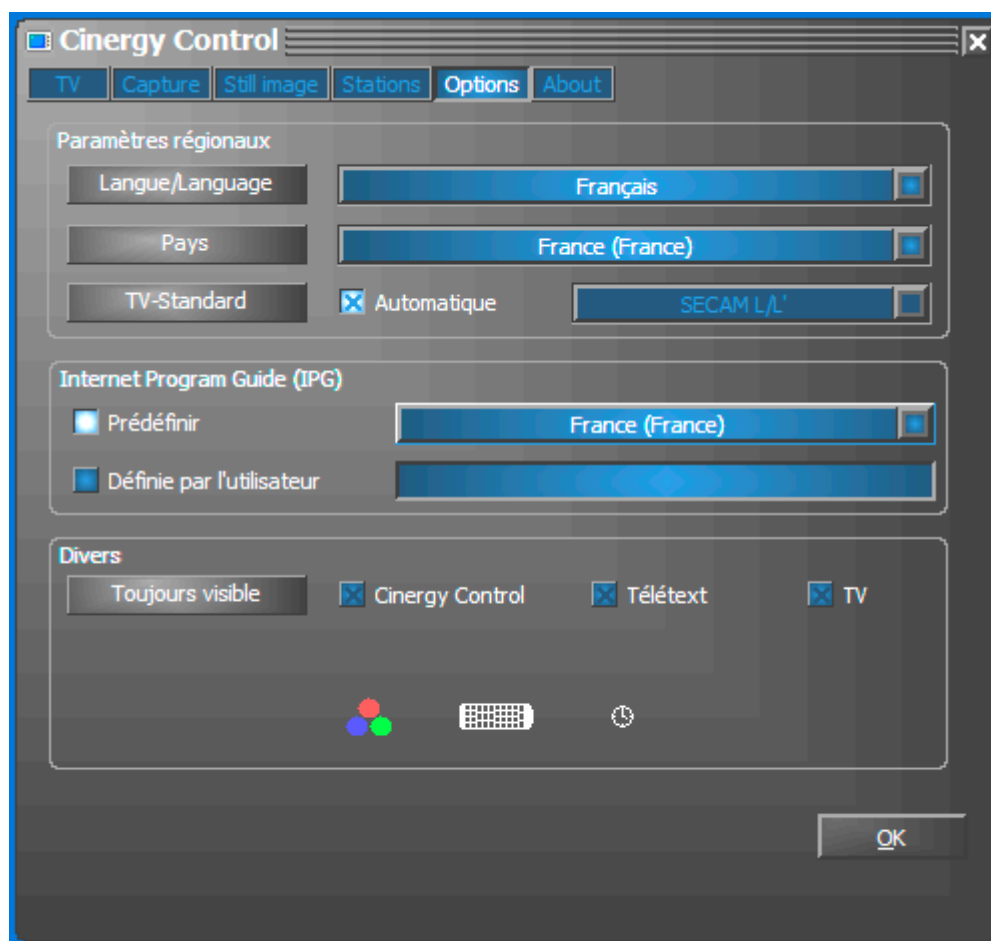 Cinergy Control
TV Capture Still image Stations Options About
Paramètres régionaux
Langue/Language Français
Pays France (France)
TV-Standard Automatique SECAM L/L'
Internet Program Guide (IPG)
Prédéfinir France (France)
Définie par l'utilisateur
Divers
Toujours visible Cinergy Control Télétext TV
OK